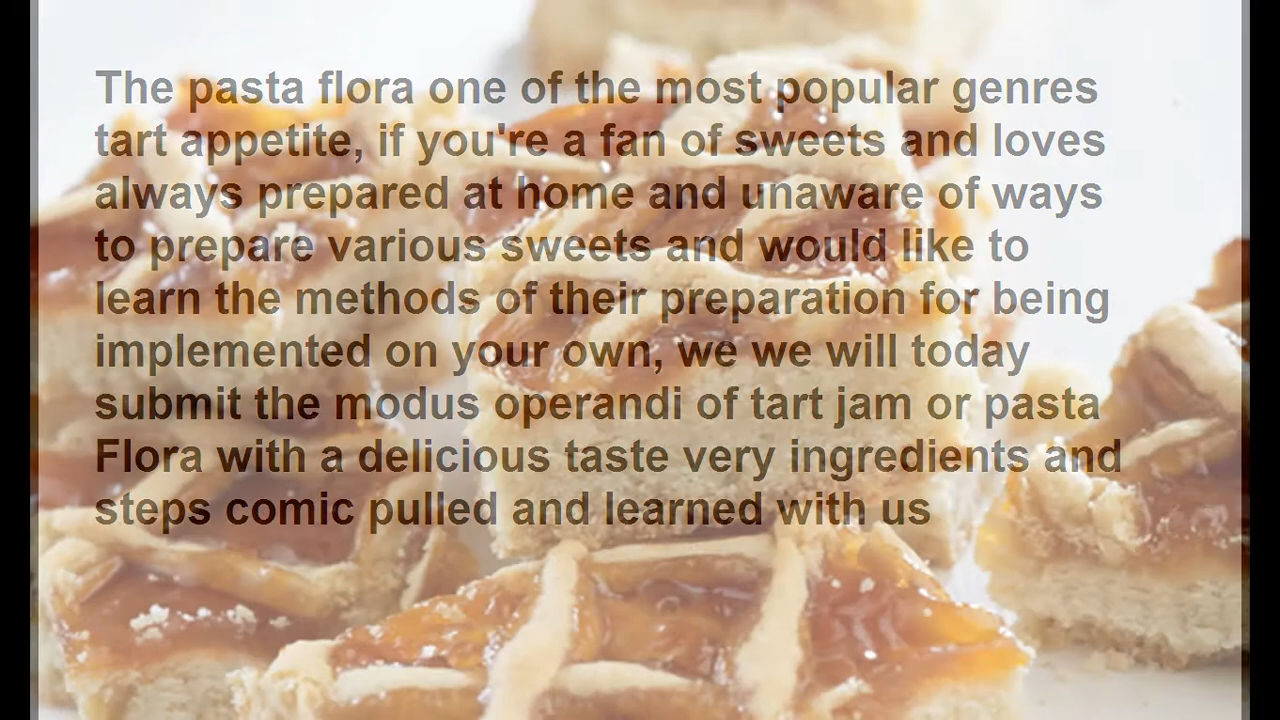 The pasta flora one of the most popular genres
tart appetite, if you're a fan of sweets and loves
always prepared at home and unaware of ways
to prepare various sweets and would like to
learn the methods of their preparation for being
implemented on your own, we we will today
submit the modus operandi of tart jam or pasta
Flora with a delicious taste very ingredients and
steps comic pulled and learned with us